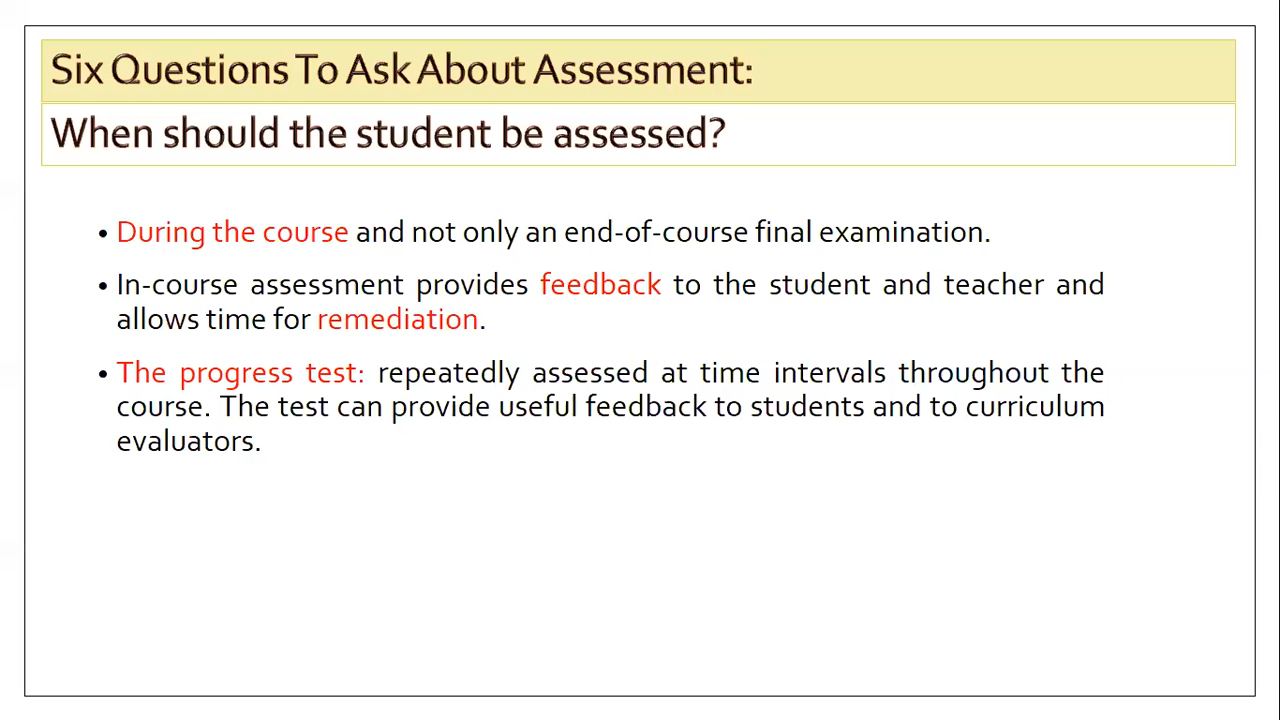 Six Questions To Ask About Assessment:
When should the student be assessed?
• During the course and not only an end-of-course final examination.
• In-course assessment provides feedback to the student and teacher and
allows time for remediation.
• The progress test: repeatedly assessed at time intervals throughout the
course. The test can provide useful feedback to students and to curriculum
evaluators.